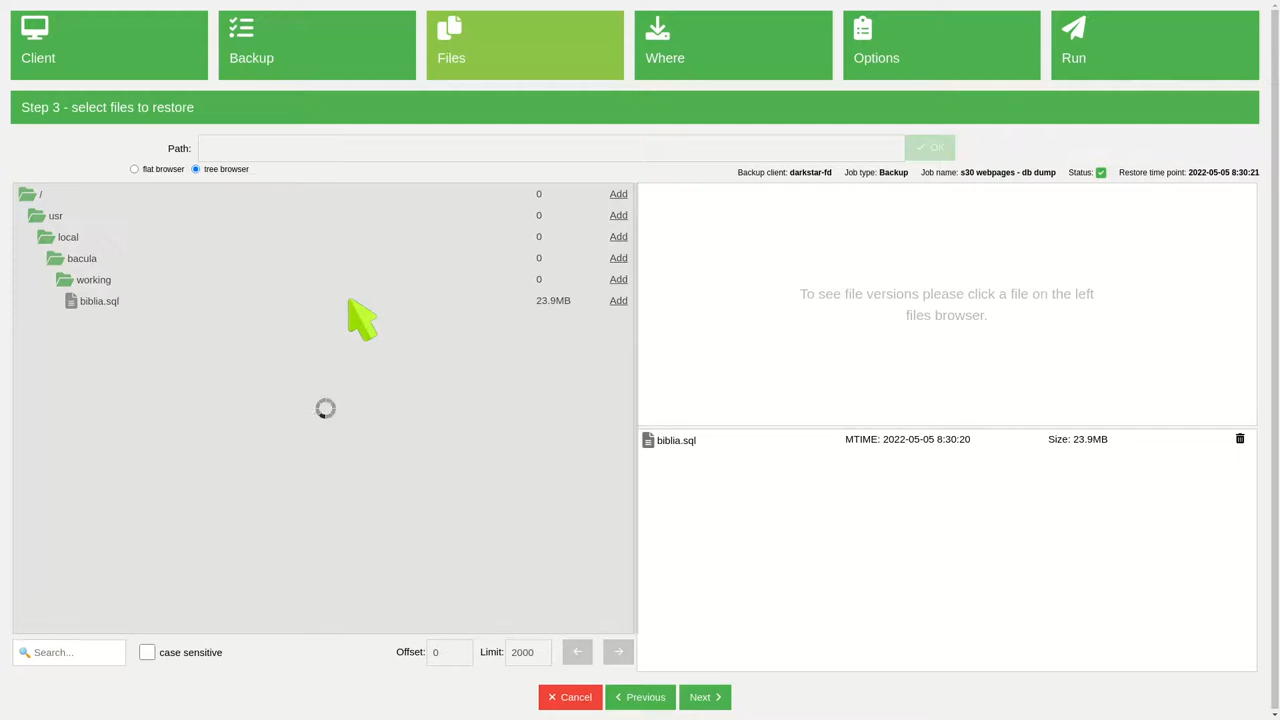 Client
Backup
Files
Where
Options
Run
Step 3 - select files to restore
Path:
OK
flat browser
tree browser
Backup client: darkstar-fd
Job type: Backup
Job name: s30 webpages - db dump
Status:
Restore time point: 2022-05-05 8:30:21
/ 0 Add
usr 0 Add
local 0 Add
bacula 0 Add
working 0 Add
biblia.sql 23.9MB Add
To see file versions please click a file on the left
files browser.
biblia.sql MTIME: 2022-05-05 8:30:20 Size: 23.9MB
Search...
case sensitive
Offset: 0
Limit: 2000
Cancel
Previous
Next